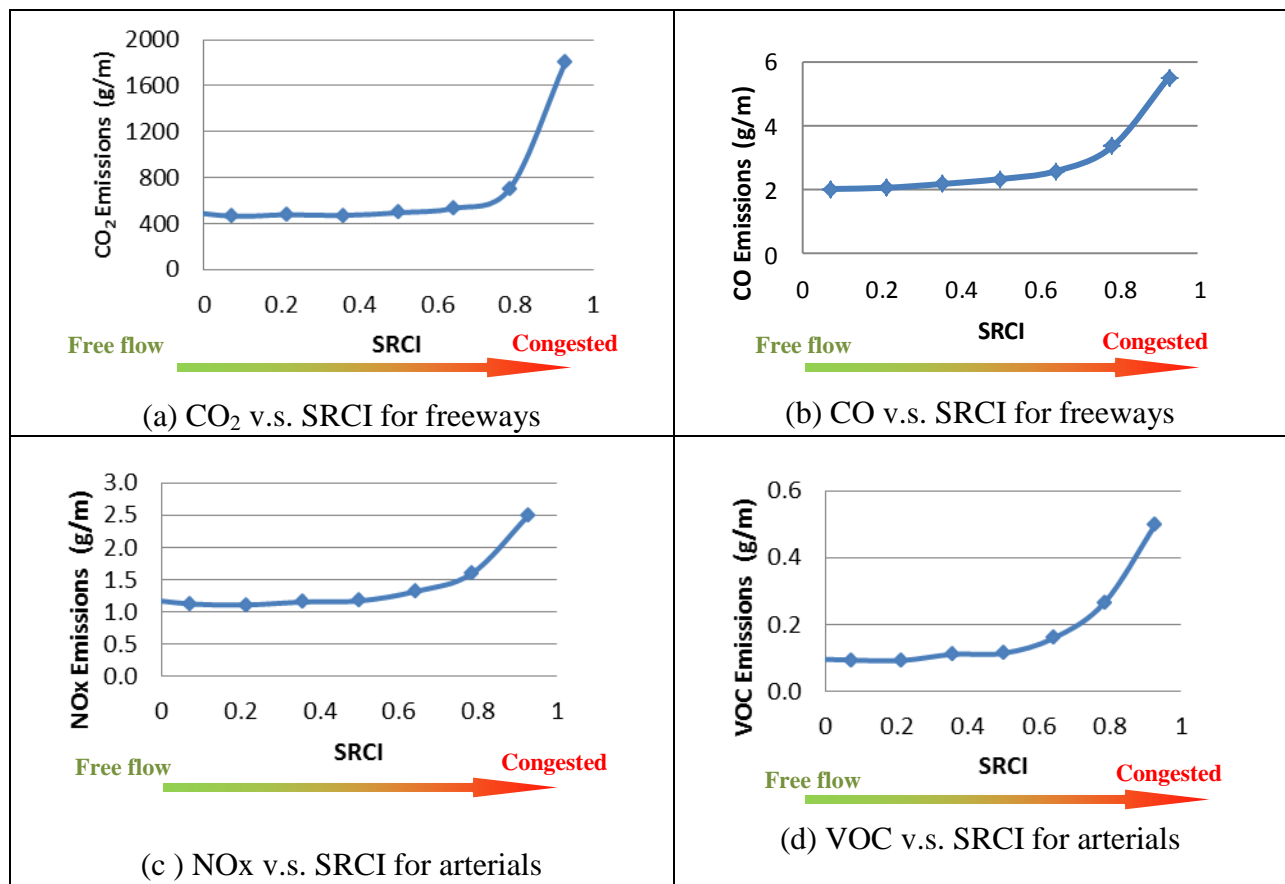 2000
1600
1200
800
400
0
CO₂ Emissions (g/m)
0 0.2 0.4 0.6 0.8 1
SRCI
Free flow
Congested
(a) CO₂ v.s. SRCI for freeways
6
4
2
0
CO Emissions (g/m)
0 0.2 0.4 0.6 0.8 1
SRCI
Free flow
Congested
(b) CO v.s. SRCI for freeways
3.0
2.5
2.0
1.5
1.0
0.5
0.0
NOx Emissions (g/m)
0 0.2 0.4 0.6 0.8 1
SRCI
Free flow
Congested
(c ) NOx v.s. SRCI for arterials
0.6
0.4
0.2
0.0
VOC Emissions (g/m)
0 0.2 0.4 0.6 0.8 1
SRCI
Free flow
Congested
(d) VOC v.s. SRCI for arterials